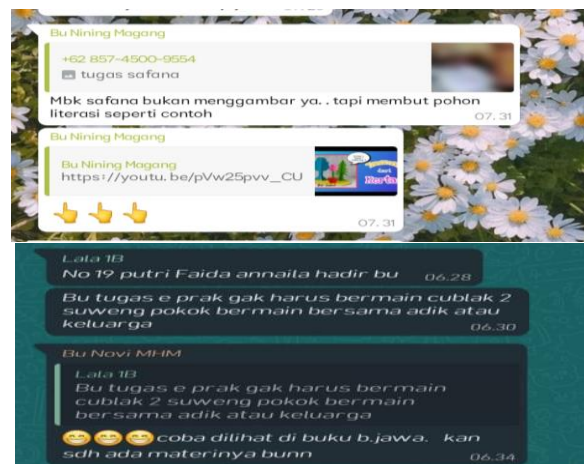 Bu Nining Magang
+62 857-4500-9554
tugas safana
Mbk safana bukan menggambar ya.. tapi membut pohon
literasi seperti contoh
07.31
Bu Nining Magang
Bu Nining Magang
https://youtu.be/pVw25pvv_CU
Kerta
07.31
Lala 1B
No 19 putri Faida annaila hadir bu
06.28
Bu tugas e prak gak harus bermain cublak 2
suweng pokok bermain bersama adik atau
keluarga
06.30
Bu Novi MHM
Lala 1B
Bu tugas e prak gak harus bermain
cublak 2 suweng pokok bermain
bersama adik atau keluarga
coba dilihat di buku b.jawa. kan
sdh ada materinya bunn
06.34